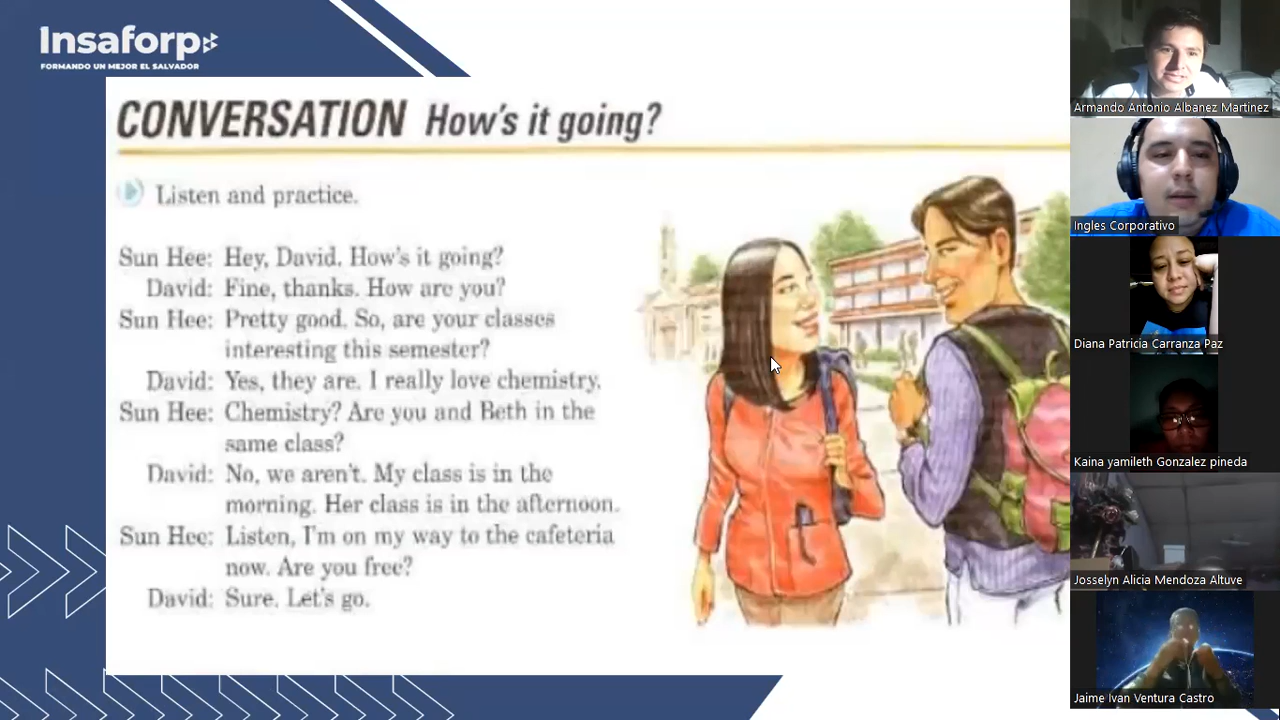 Insaforp
FORMANDO UN MEJOR EL SALVADOR
CONVERSATION How's it going?
Listen and practice.
Sun Hee: Hey, David. How's it going?
David: Fine, thanks. How are you?
Sun Hee: Pretty good. So, are your classes
interesting this semester?
David: Yes, they are. I really love chemistry.
Sun Hee: Chemistry? Are you and Beth in the
same class?
David: No, we aren't. My class is in the
morning. Her class is in the afternoon.
Sun Hee: Listen, I'm on my way to the cafeteria
now. Are you free?
David: Sure. Let's go.
Armando Antonio Albanez Martinez
Ingles Corporativo
Diana Patricia Carranza Paz
Kaina yamileth Gonzalez pineda
Josselyn Alicia Mendoza Altuve
Jaime Ivan Ventura Castro